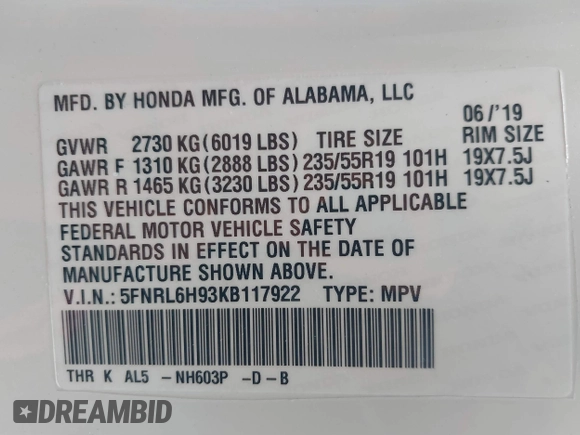 MFD. BY HONDA MFG. OF ALABAMA, LLC
06/'19
GVWR 2730 KG (6019 LBS) TIRE SIZE RIM SIZE
GAWR F 1310 KG (2888 LBS) 235/55R19 101H 19X7.5J
GAWR R 1465 KG (3230 LBS) 235/55R19 101H 19X7.5J
THIS VEHICLE CONFORMS TO ALL APPLICABLE
FEDERAL MOTOR VEHICLE SAFETY
STANDARDS IN EFFECT ON THE DATE OF
MANUFACTURE SHOWN ABOVE.
V.I.N.: 5FNRL6H93KB117922 TYPE: MPV
THR K AL5 - NH603P -D-B
DREAMBID